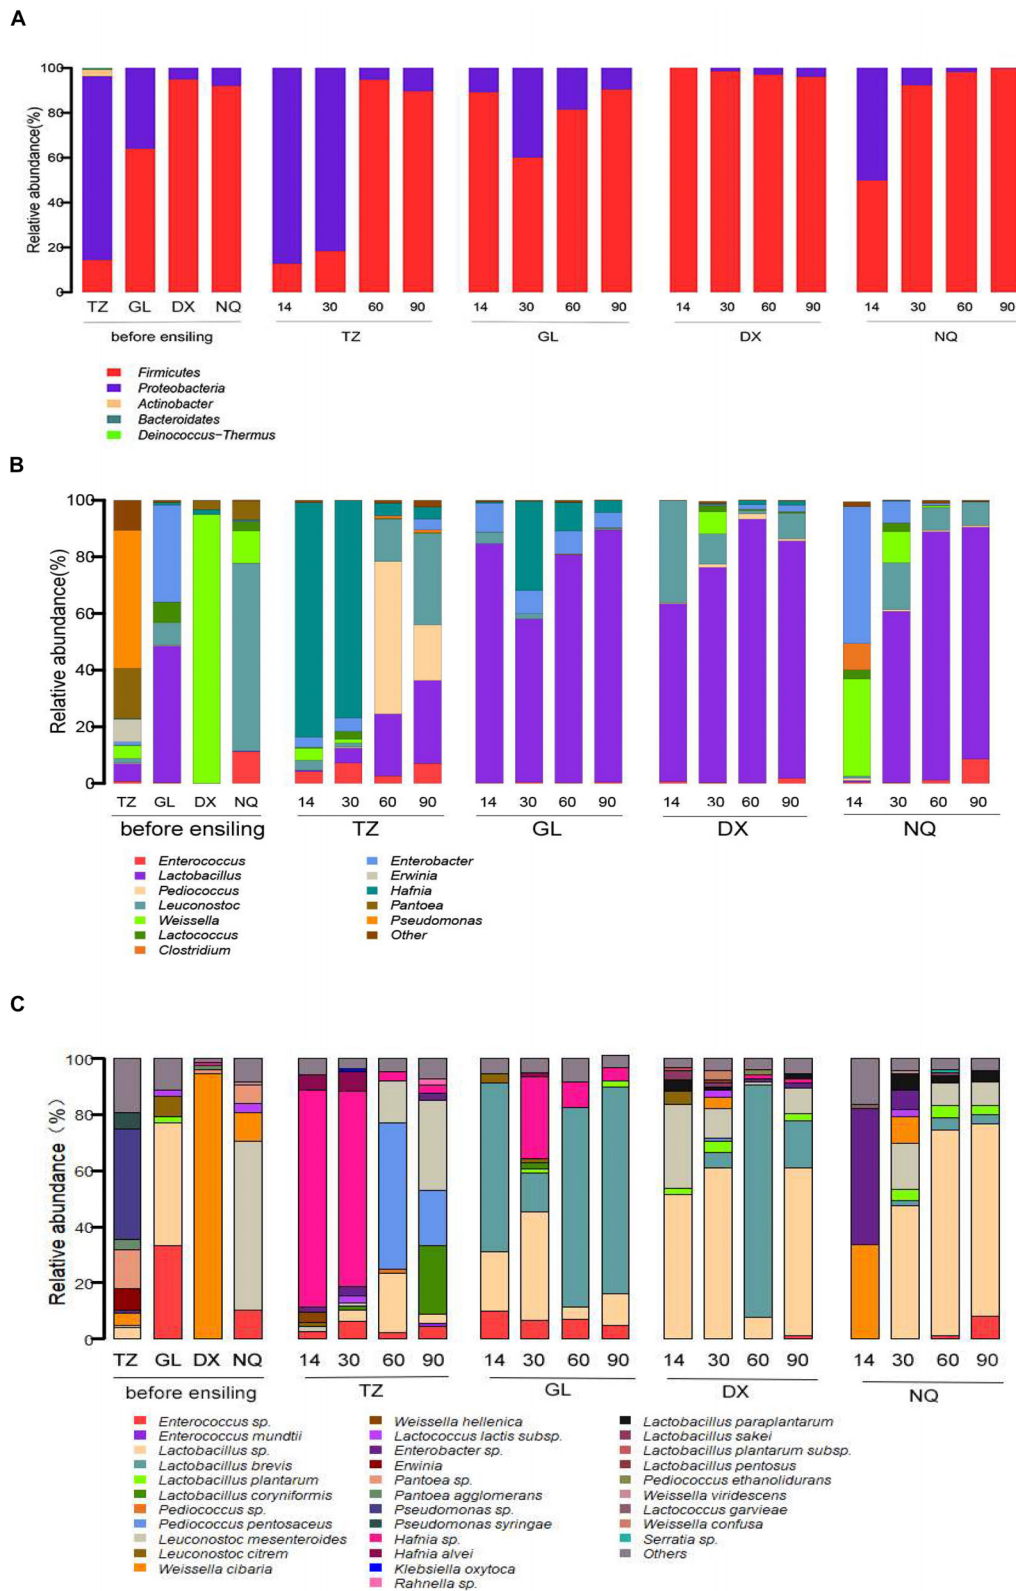 A
Relative abundance(%)
100
80
60
40
20
0
TZ GL DX NQ 14 30 60 90 14 30 60 90 14 30 60 90 14 30 60 90
before ensiling TZ GL DX NQ
Firmicutes
Proteobacteria
Actinobacter
Bacteroidates
Deinococcus-Thermus
B
Relative abundance(%)
100
80
60
40
20
0
TZ GL DX NQ 14 30 60 90 14 30 60 90 14 30 60 90 14 30 60 90
before ensiling TZ GL DX NQ
Enterococcus
Lactobacillus
Pediococcus
Leuconostoc
Weissella
Lactococcus
Clostridium
Enterobacter
Erwinia
Hafnia
Pantoea
Pseudomonas
Other
C
Relative abundance (%)
100
80
60
40
20
0
TZ GL DX NQ 14 30 60 90 14 30 60 90 14 30 60 90 14 30 60 90
before ensiling TZ GL DX NQ
Enterococcus sp.
Enterococcus mundtii
Lactobacillus sp.
Lactobacillus brevis
Lactobacillus plantarum
Lactobacillus coryniformis
Pediococcus sp.
Pediococcus pentosaceus
Leuconostoc mesenteroides
Leuconostoc citrem
Weissella cibaria
Weissella hellenica
Lactococcus lactis subsp.
Enterobacter sp.
Erwinia
Pantoea sp.
Pantoea agglomerans
Pseudomonas sp.
Pseudomonas syringae
Hafnia sp.
Hafnia alvei
Klebsiella oxytoca
Rahnella sp.
Lactobacillus paraplantarum
Lactobacillus sakei
Lactobacillus plantarum subsp.
Lactobacillus pentosus
Pediococcus ethanolidurans
Weissella viridescens
Lactococcus garvieae
Weissella confusa
Serratia sp.
Others